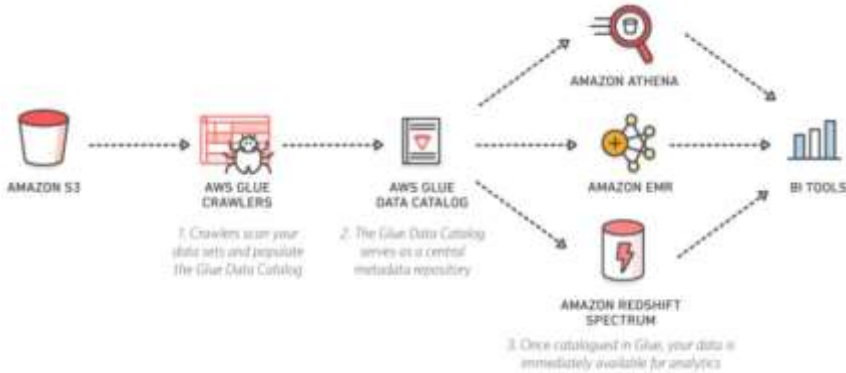 AMAZON ATHENA
AMAZON S3
AWS GLUE
CRAWLERS
AWS GLUE
DATA CATALOG
AMAZON EMR
BI TOOLS
1. Crawlers scan your
data sets and populate
the Glue Data Catalog
2. The Glue Data Catalog
serves as a central
metadata repository
AMAZON REDSHIFT
SPECTRUM
3. Once catalogued in Glue, your data is
immediately available for analytics